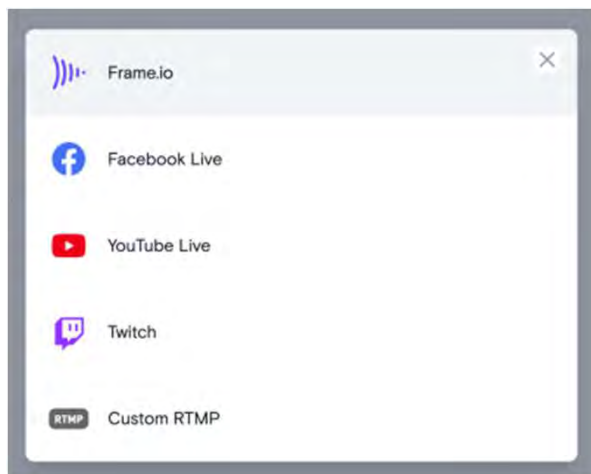 Frame.io
Facebook Live
YouTube Live
Twitch
RTMP Custom RTMP